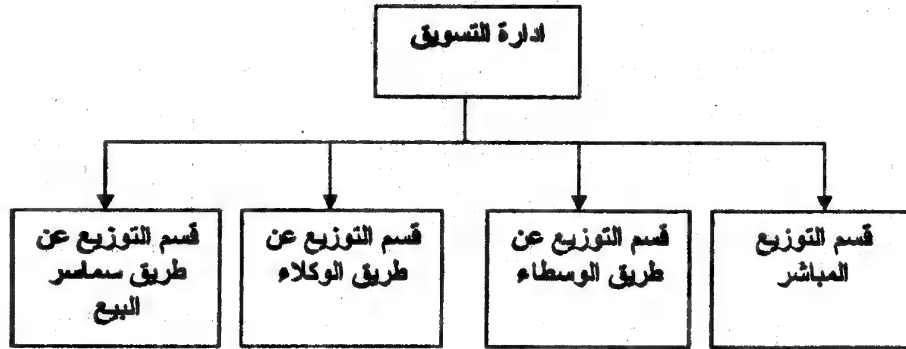 ادارة التسويق
قسم التوزيع
المباشر
قسم التوزيع عن
طريق الوسطاء
قسم التوزيع عن
طريق الوكلاء
قسم التوزيع عن
طريق سماسر
البيع